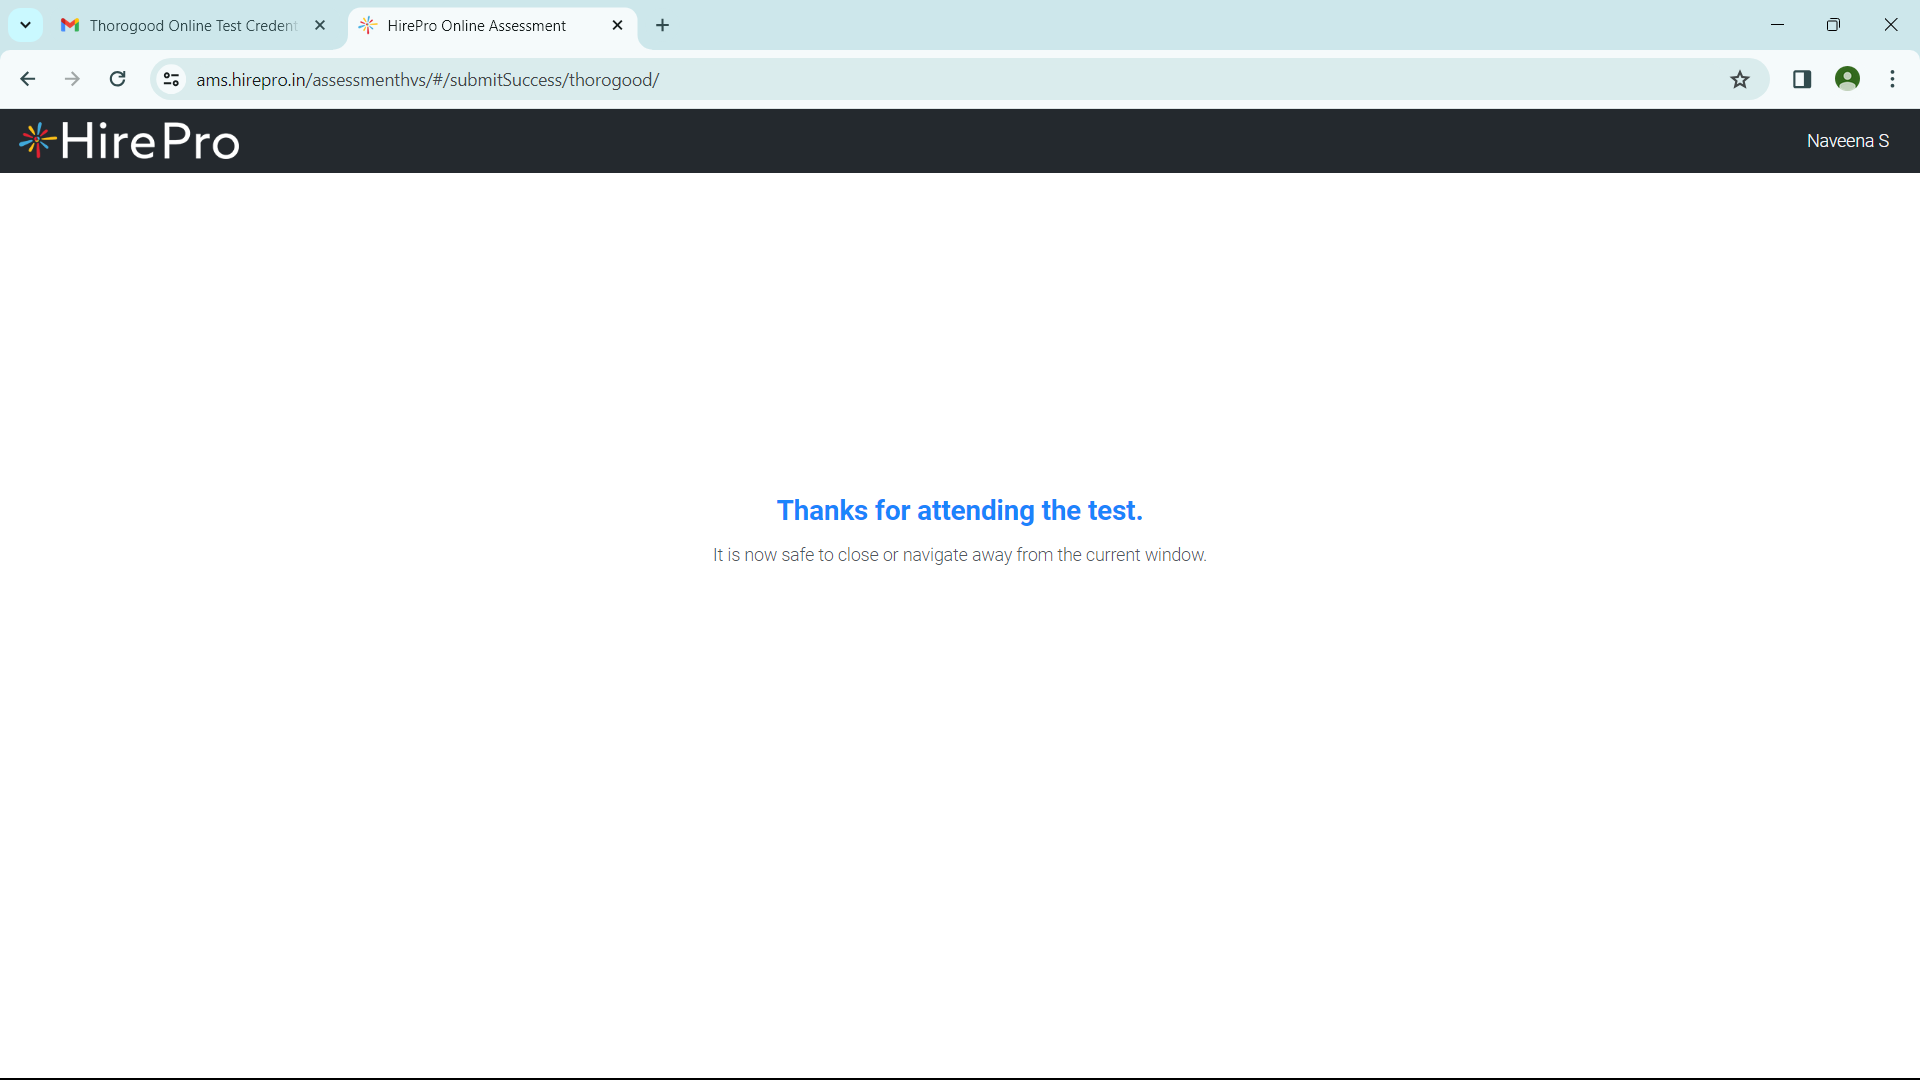 Thorogood Online Test Credent
HirePro Online Assessment
ams.hirepro.in/assessmenthvs/#/submitSuccess/thorogood/
HirePro
Naveena S
Thanks for attending the test.
It is now safe to close or navigate away from the current window.